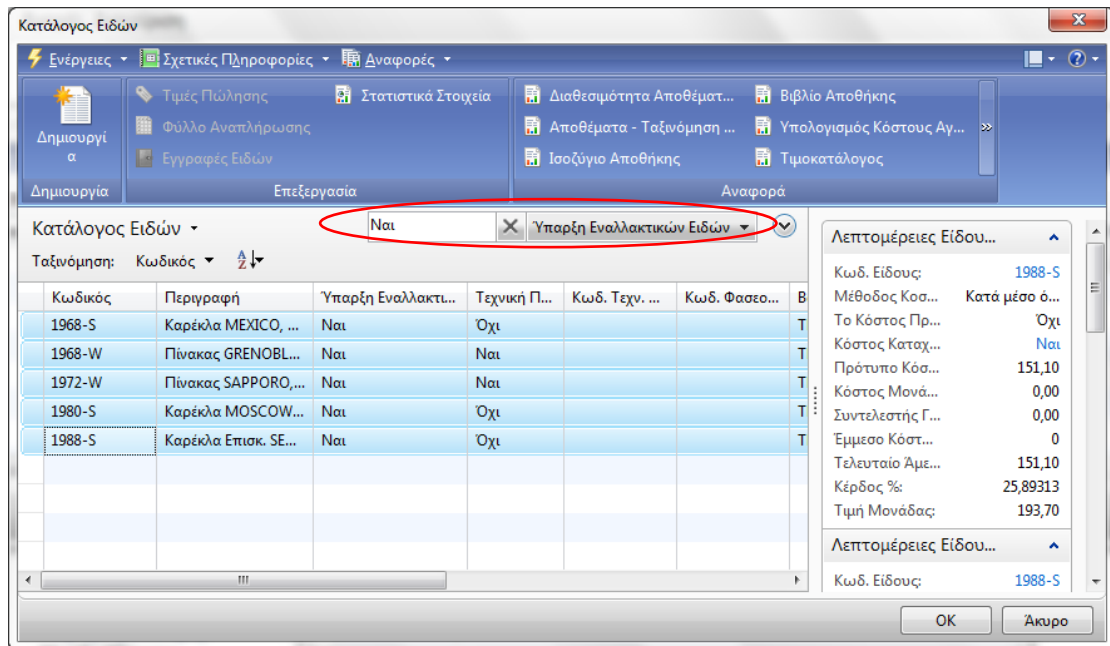 Κατάλογος Ειδών
Ενέργειες Σχετικές Πληροφορίες Αναφορές
Δημιουργί
α
Τιμές Πώλησης
Φύλλο Αναπλήρωσης
Εγγραφές Ειδών
Στατιστικά Στοιχεία
Διαθεσιμότητα Αποθέματ...
Αποθέματα - Ταξινόμηση ...
Ισοζύγιο Αποθήκης
Βιβλίο Αποθήκης
Υπολογισμός Κόστους Αγ...
Τιμοκατάλογος
Δημιουργία Επεξεργασία Αναφορά
Κατάλογος Ειδών Ναι Ύπαρξη Εναλλακτικών Ειδών
Ταξινόμηση: Κωδικός
Κωδικός Περιγραφή Ύπαρξη Εναλλακτι... Τεχνική Π... Κωδ. Τεχν. ... Κωδ. Φασεο... Β
1968-S Καρέκλα MEXICO, ... Ναι Όχι Τ
1968-W Πίνακας GRENOBL... Ναι Ναι Τ
1972-W Πίνακας SAPPORO,... Ναι Ναι Τ
1980-S Καρέκλα MOSCOW... Ναι Όχι Τ
1988-S Καρέκλα Επισκ. SE... Ναι Όχι Τ
Λεπτομέρειες Είδου...
Κωδ. Είδους: 1988-S
Μέθοδος Κοσ... Κατά μέσο ό...
Το Κόστος Πρ... Όχι
Κόστος Καταχ... Ναι
Πρότυπο Κόσ... 151,10
Κόστος Μονά... 0,00
Συντελεστής Γ... 0,00
Έμμεσο Κόστ... 0
Τελευταίο Άμε... 151,10
Κέρδος %: 25,89313
Τιμή Μονάδας: 193,70
Λεπτομέρειες Είδου...
Κωδ. Είδους: 1988-S
OK Άκυρο